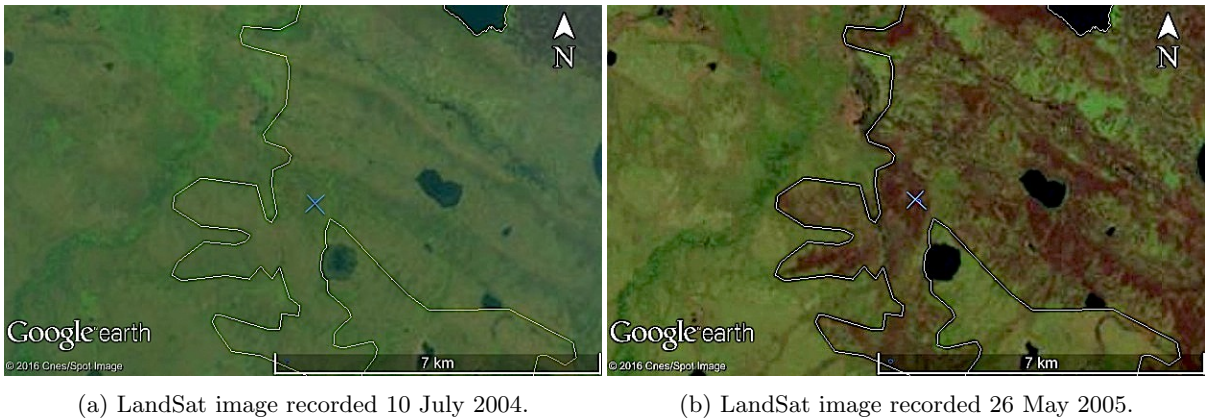 N
N
7 km
7 km
Google earth
Google earth
© 2016 Cnes/Spot Image
© 2016 Cnes/Spot Image
(a) LandSat image recorded 10 July 2004.
(b) LandSat image recorded 26 May 2005.